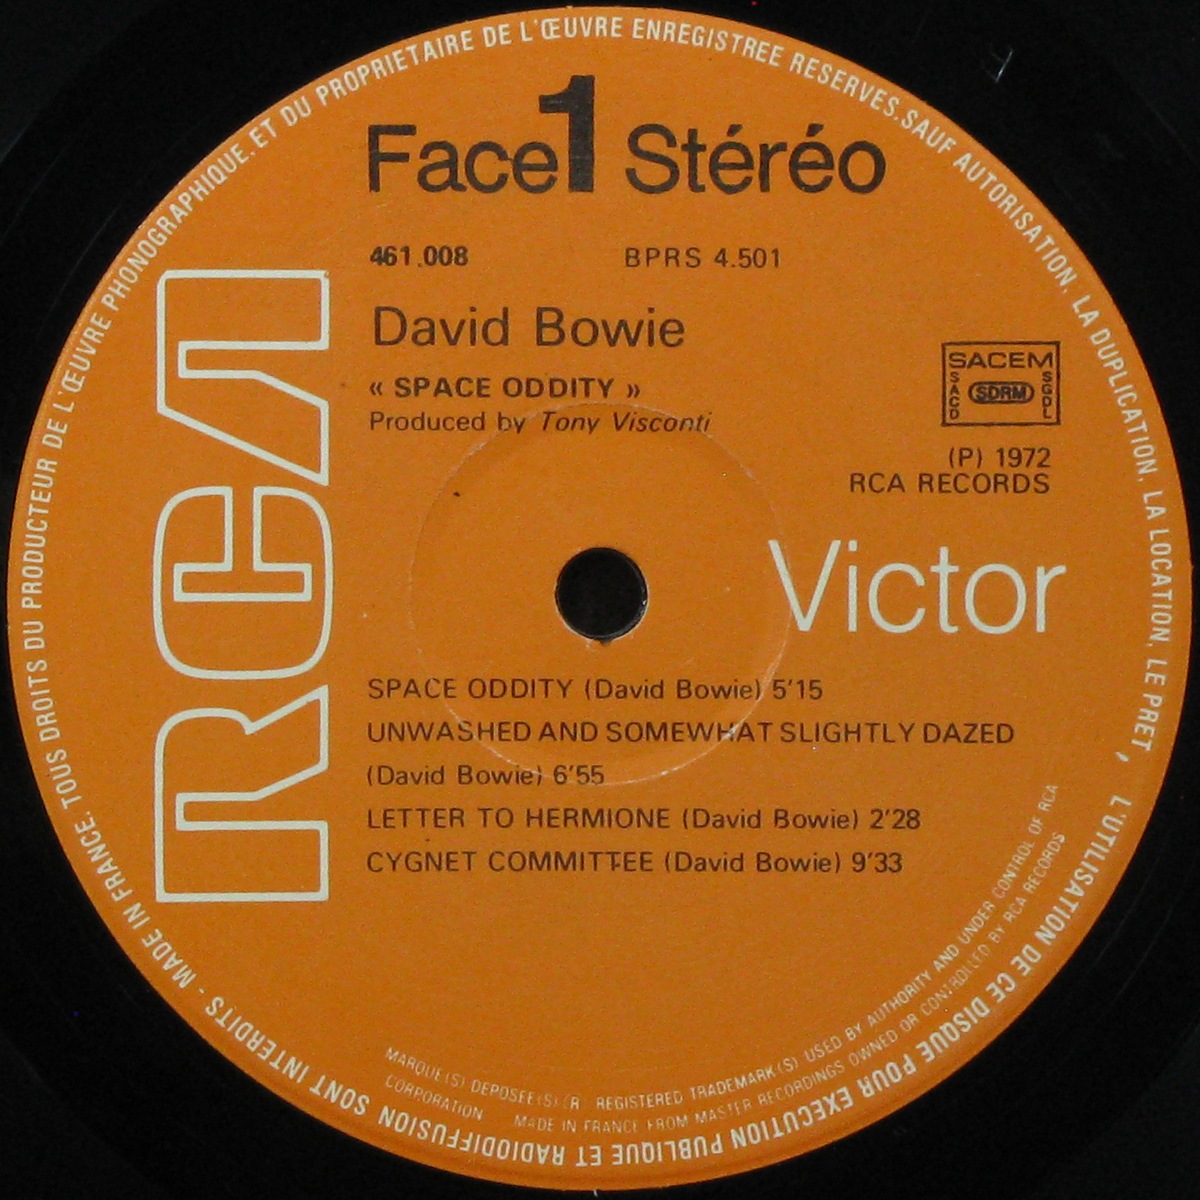 Face 1 Stéréo
461.008 BPRS 4.501
David Bowie
« SPACE ODDITY »
Produced by Tony Visconti
SACEM
SACD SDRM SGDL
(P) 1972
RCA RECORDS
RCA
Victor
SPACE ODDITY (David Bowie) 5'15
UNWASHED AND SOMEWHAT SLIGHTLY DAZED
(David Bowie) 6'55
LETTER TO HERMIONE (David Bowie) 2'28
CYGNET COMMITTEE (David Bowie) 9'33
MADE IN FRANCE. TOUS DROITS DU PRODUCTEUR DE L'ŒUVRE PHONOGRAPHIQUE. ET DU PROPRIETAIRE DE L'ŒUVRE ENREGISTREE RESERVES. SAUF AUTORISATION, LA DUPLICATION, LA LOCATION, LE PRET, L'UTILISATION DE CE DISQUE POUR EXECUTION PUBLIQUE ET RADIODIFFUSION SONT INTERDITS -
MARQUE(S) DEPOSEE(S) (R REGISTERED TRADEMARK(S) USED BY AUTHORITY AND UNDER CONTROL OF RCA
CORPORATION MADE IN FRANCE FROM MASTER RECORDINGS OWNED OR CONTROLLED BY RCA RECORDS